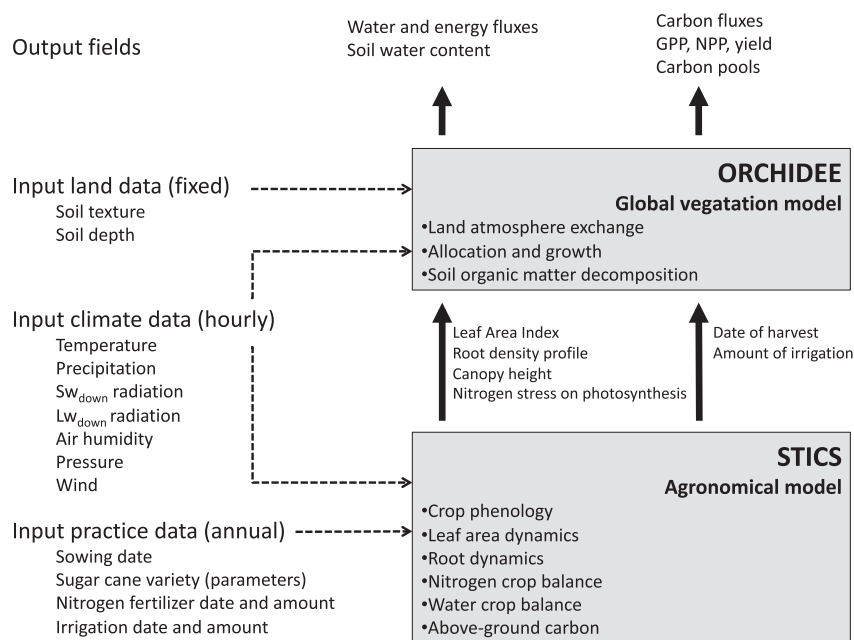 Output fields
Water and energy fluxes
Soil water content
Carbon fluxes
GPP, NPP, yield
Carbon pools
Input land data (fixed)
Soil texture
Soil depth
ORCHIDEE
Global vegatation model
•Land atmosphere exchange
•Allocation and growth
•Soil organic matter decomposition
Input climate data (hourly)
Temperature
Precipitation
Swdown radiation
Lwdown radiation
Air humidity
Pressure
Wind
Leaf Area Index
Root density profile
Canopy height
Nitrogen stress on photosynthesis
Date of harvest
Amount of irrigation
STICS
Agronomical model
•Crop phenology
•Leaf area dynamics
•Root dynamics
•Nitrogen crop balance
•Water crop balance
•Above-ground carbon
Input practice data (annual)
Sowing date
Sugar cane variety (parameters)
Nitrogen fertilizer date and amount
Irrigation date and amount